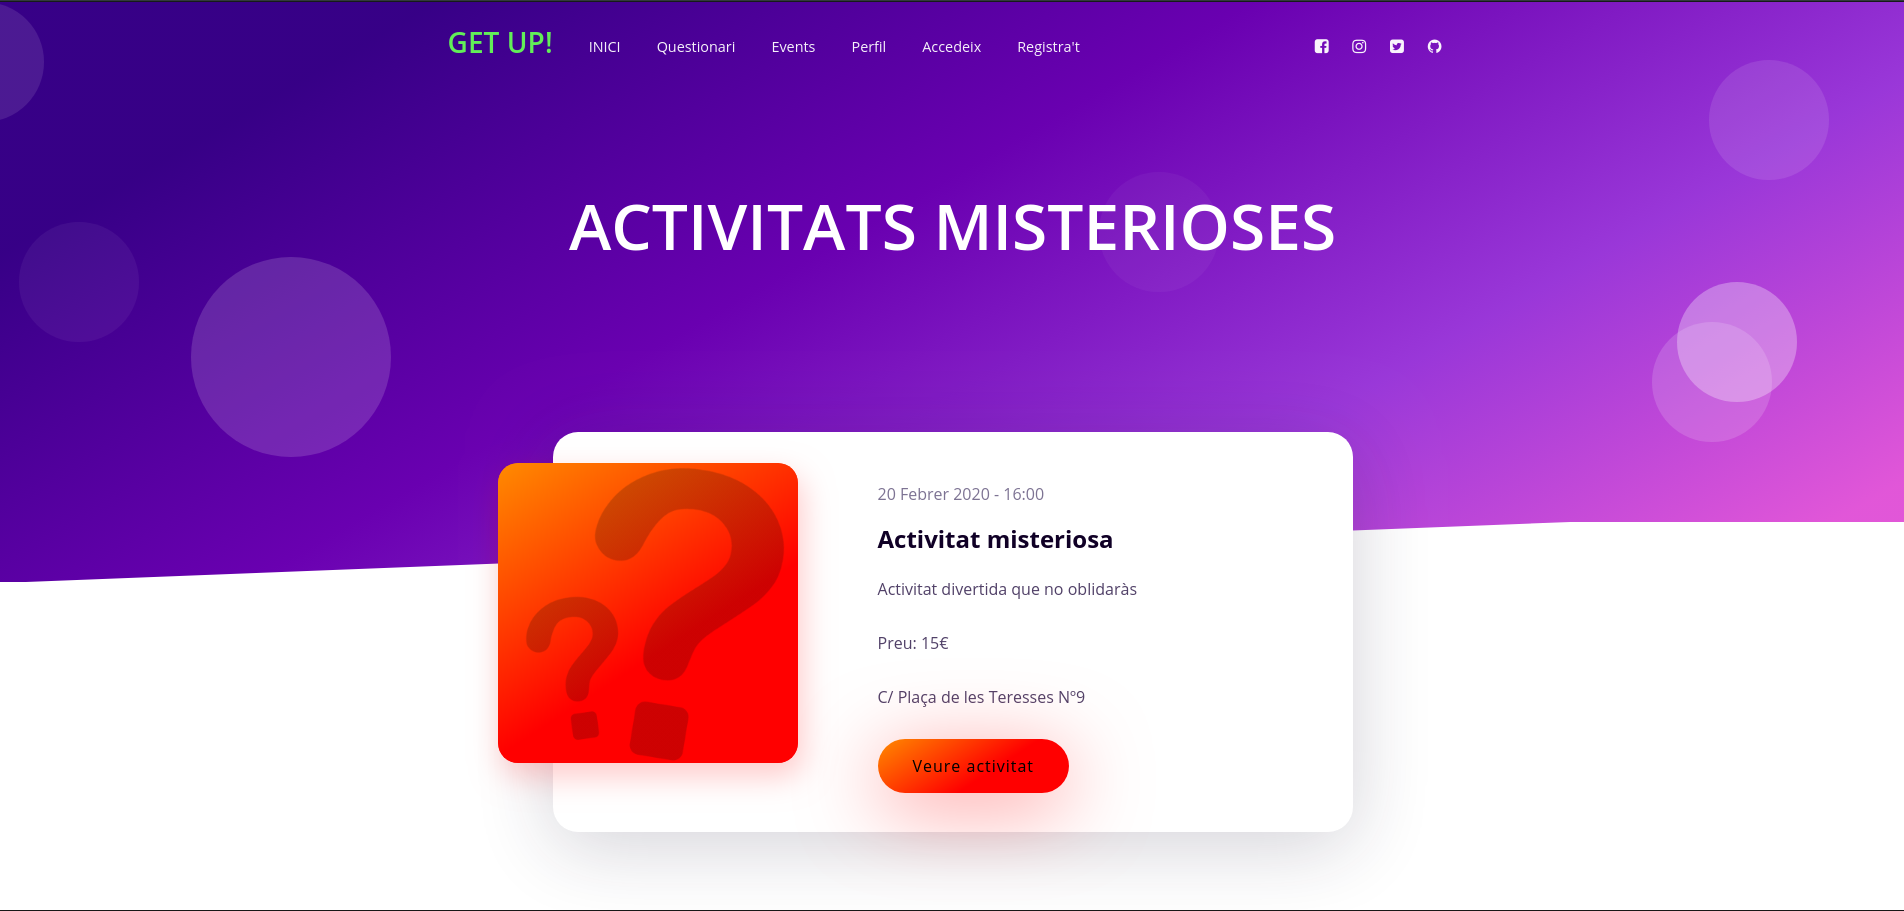 GET UP! INICI Questionari Events Perfil Accedeix Registra't
ACTIVITATS MISTERIOSES
??
20 Febrer 2020 - 16:00
Activitat misteriosa
Activitat divertida que no oblidaràs
Preu: 15€
C/ Plaça de les Teresses Nº9
Veure activitat